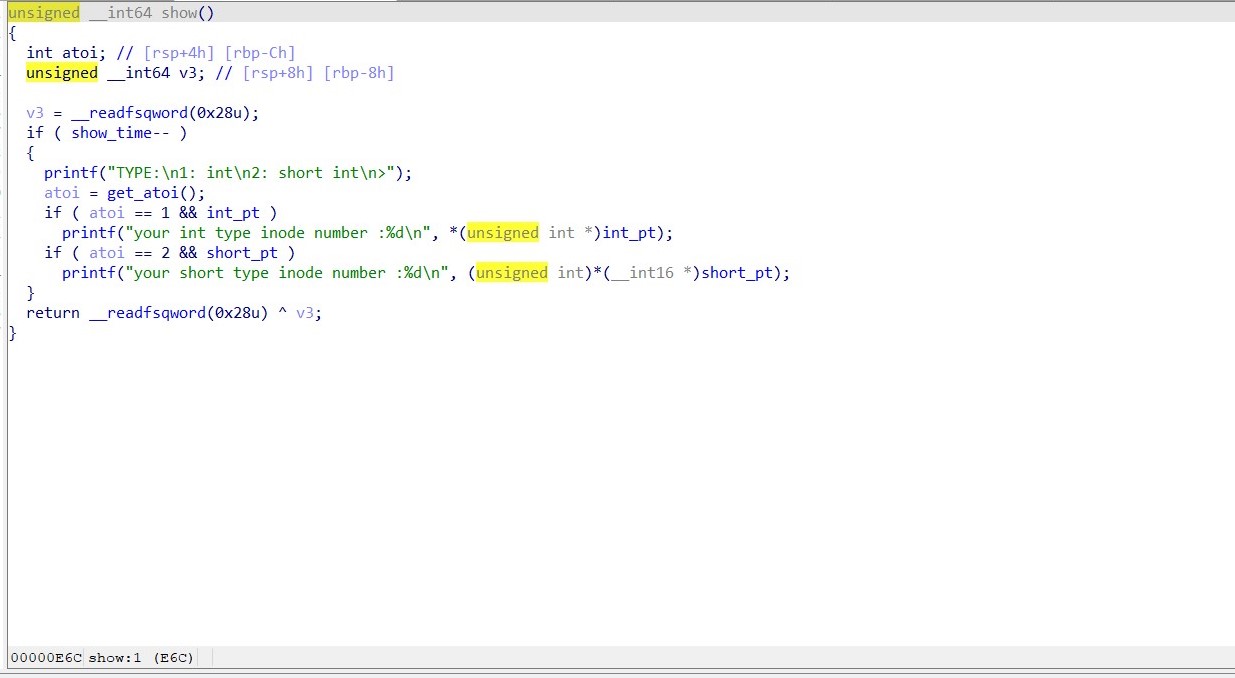 unsigned __int64 show()
{
  int atoi; // [rsp+4h] [rbp-Ch]
  unsigned __int64 v3; // [rsp+8h] [rbp-8h]

  v3 = __readfsqword(0x28u);
  if ( show_time-- )
  {
    printf("TYPE:\n1: int\n2: short int\n>");
    atoi = get_atoi();
    if ( atoi == 1 && int_pt )
      printf("your int type inode number :%d\n", *(unsigned int *)int_pt);
    if ( atoi == 2 && short_pt )
      printf("your short type inode number :%d\n", (unsigned int)*(__int16 *)short_pt);
  }
  return __readfsqword(0x28u) ^ v3;
}
00000E6C show:1 (E6C)